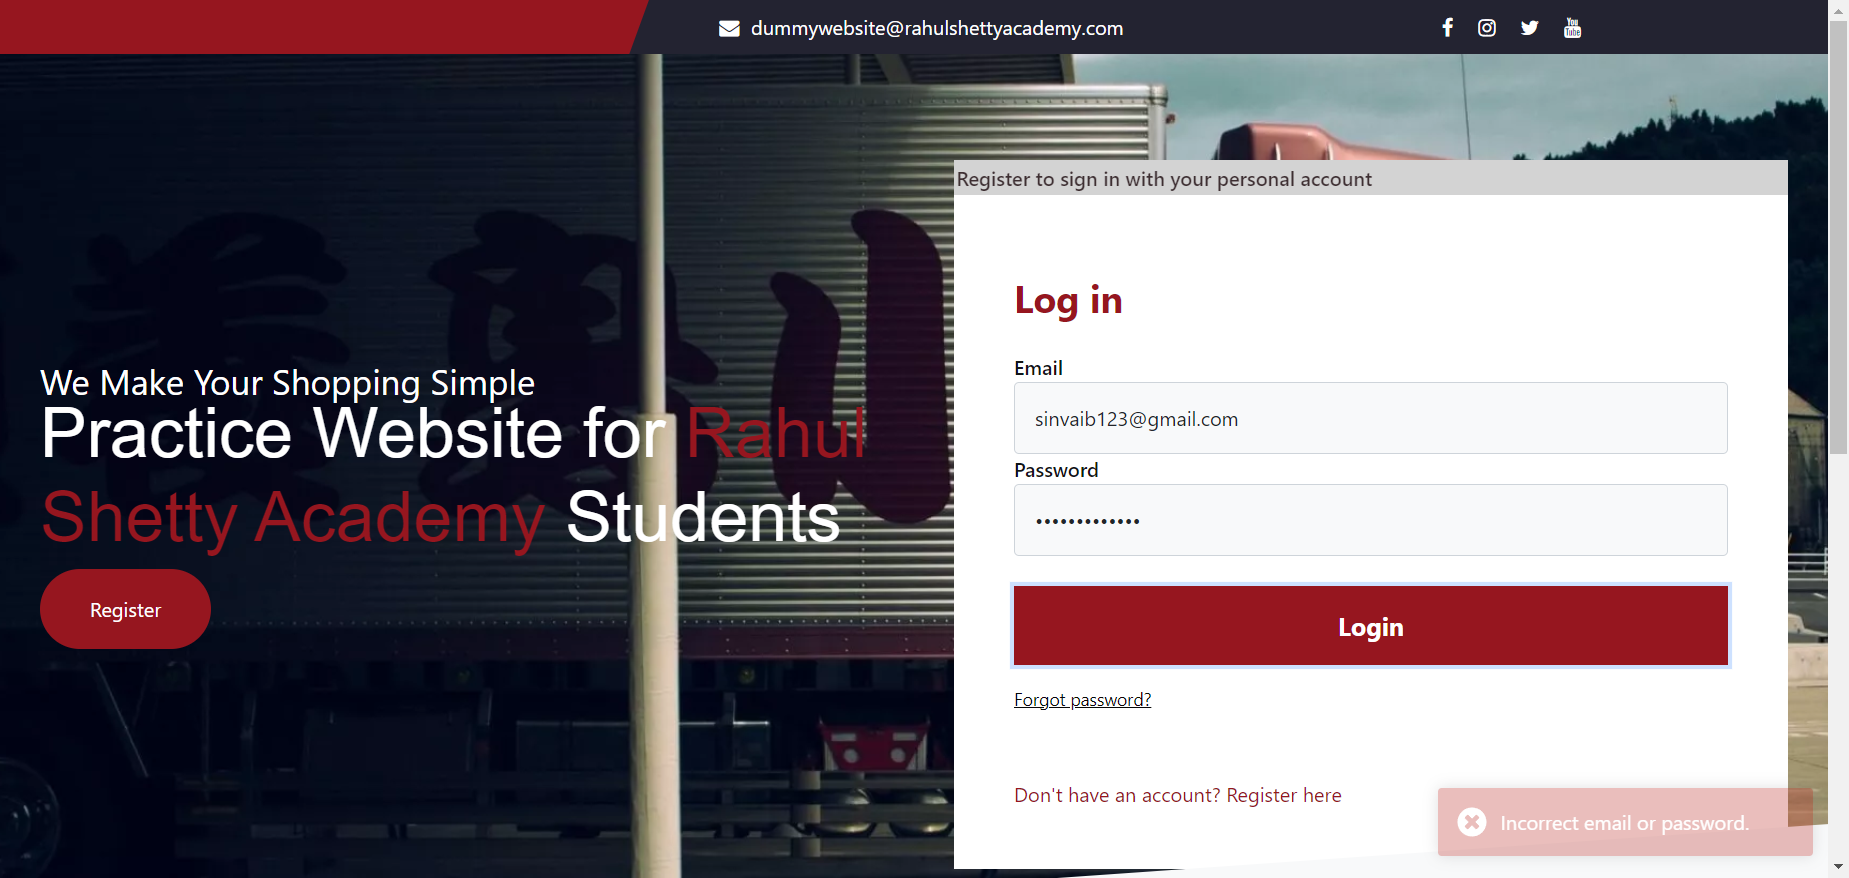 dummywebsite@rahulshettyacademy.com
Register to sign in with your personal account
We Make Your Shopping Simple
Practice Website for Rahul
Shetty Academy Students
Register
Log in
Email
sinvaib123@gmail.com
Password
•••••••••••••
Login
Forgot password?
Don't have an account? Register here
Incorrect email or password.